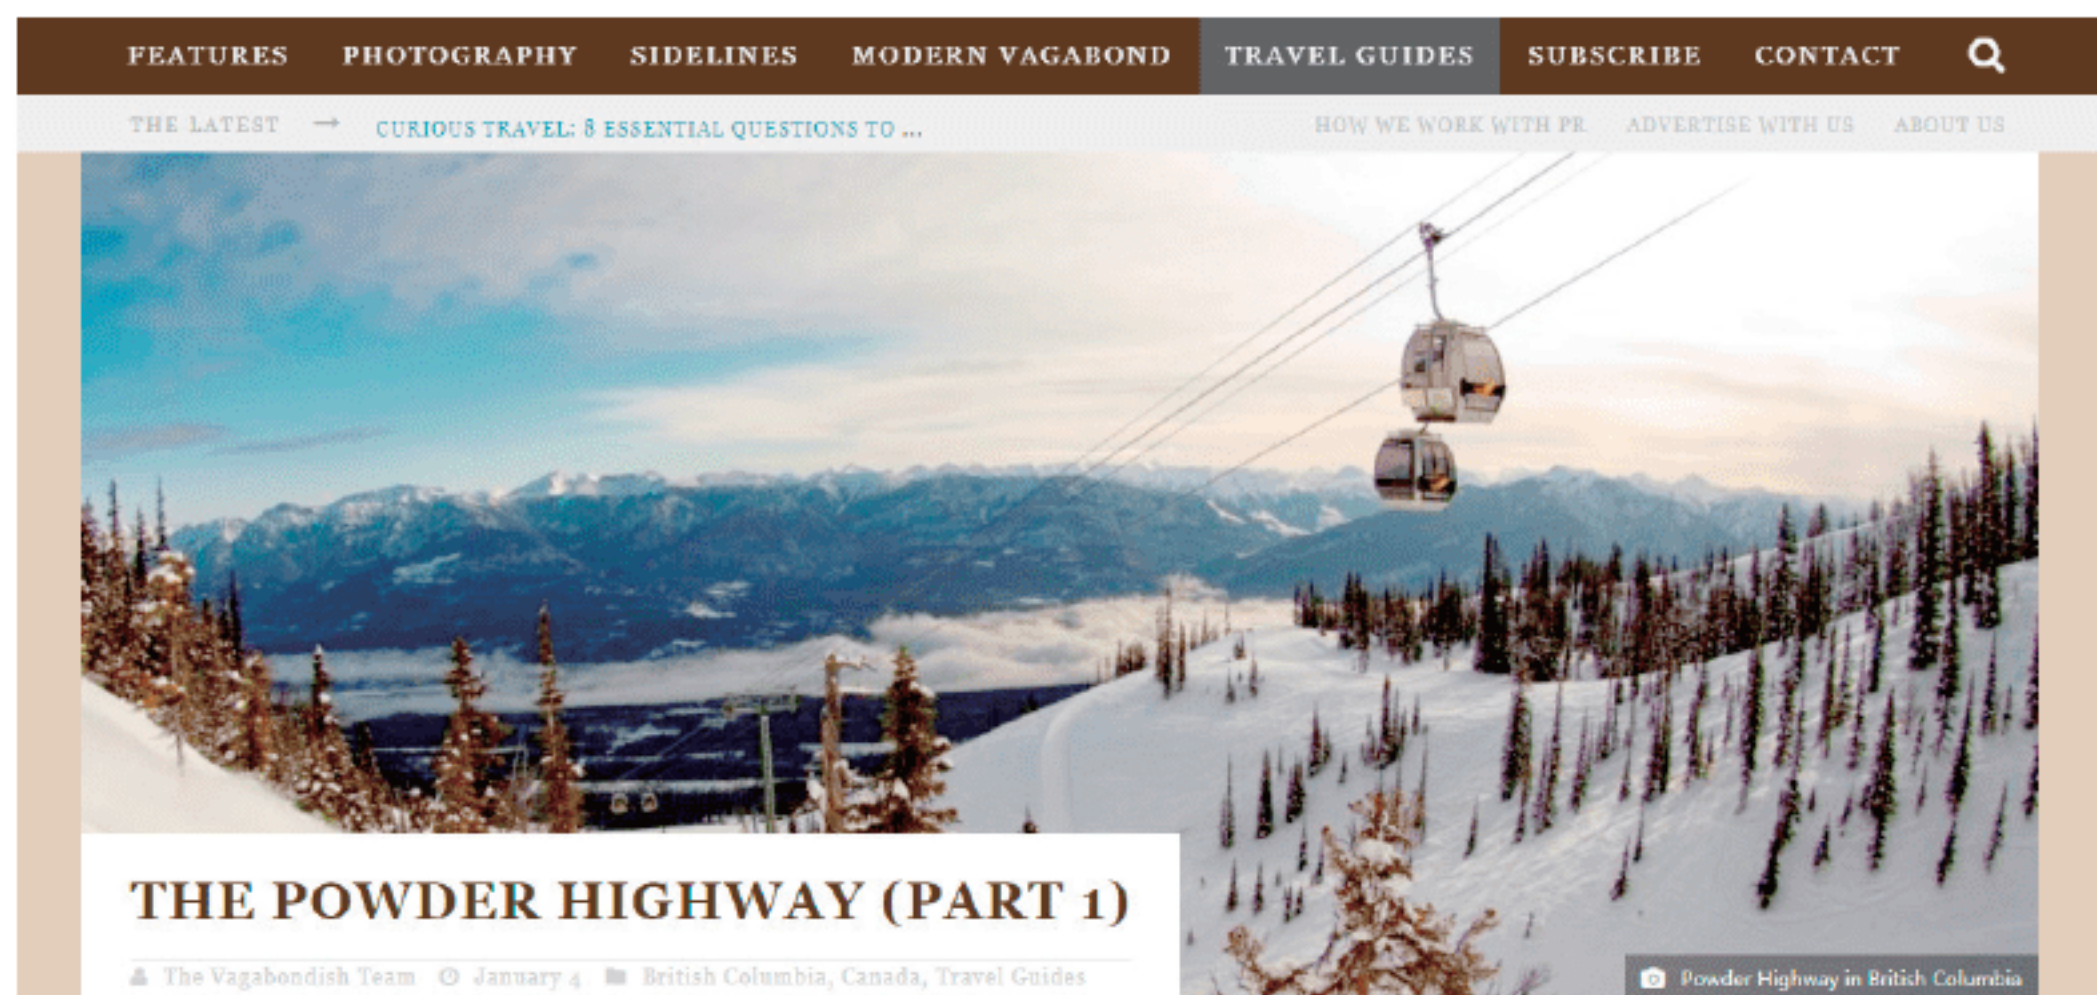 FEATURES PHOTOGRAPHY SIDELINES MODERN VAGABOND TRAVEL GUIDES SUBSCRIBE CONTACT
THE LATEST → CURIOUS TRAVEL: 8 ESSENTIAL QUESTIONS TO ... HOW WE WORK WITH PR ADVERTISE WITH US ABOUT US
THE POWDER HIGHWAY (PART 1)
The Vagabondish Team January 4 British Columbia, Canada, Travel Guides
Powder Highway in British Columbia